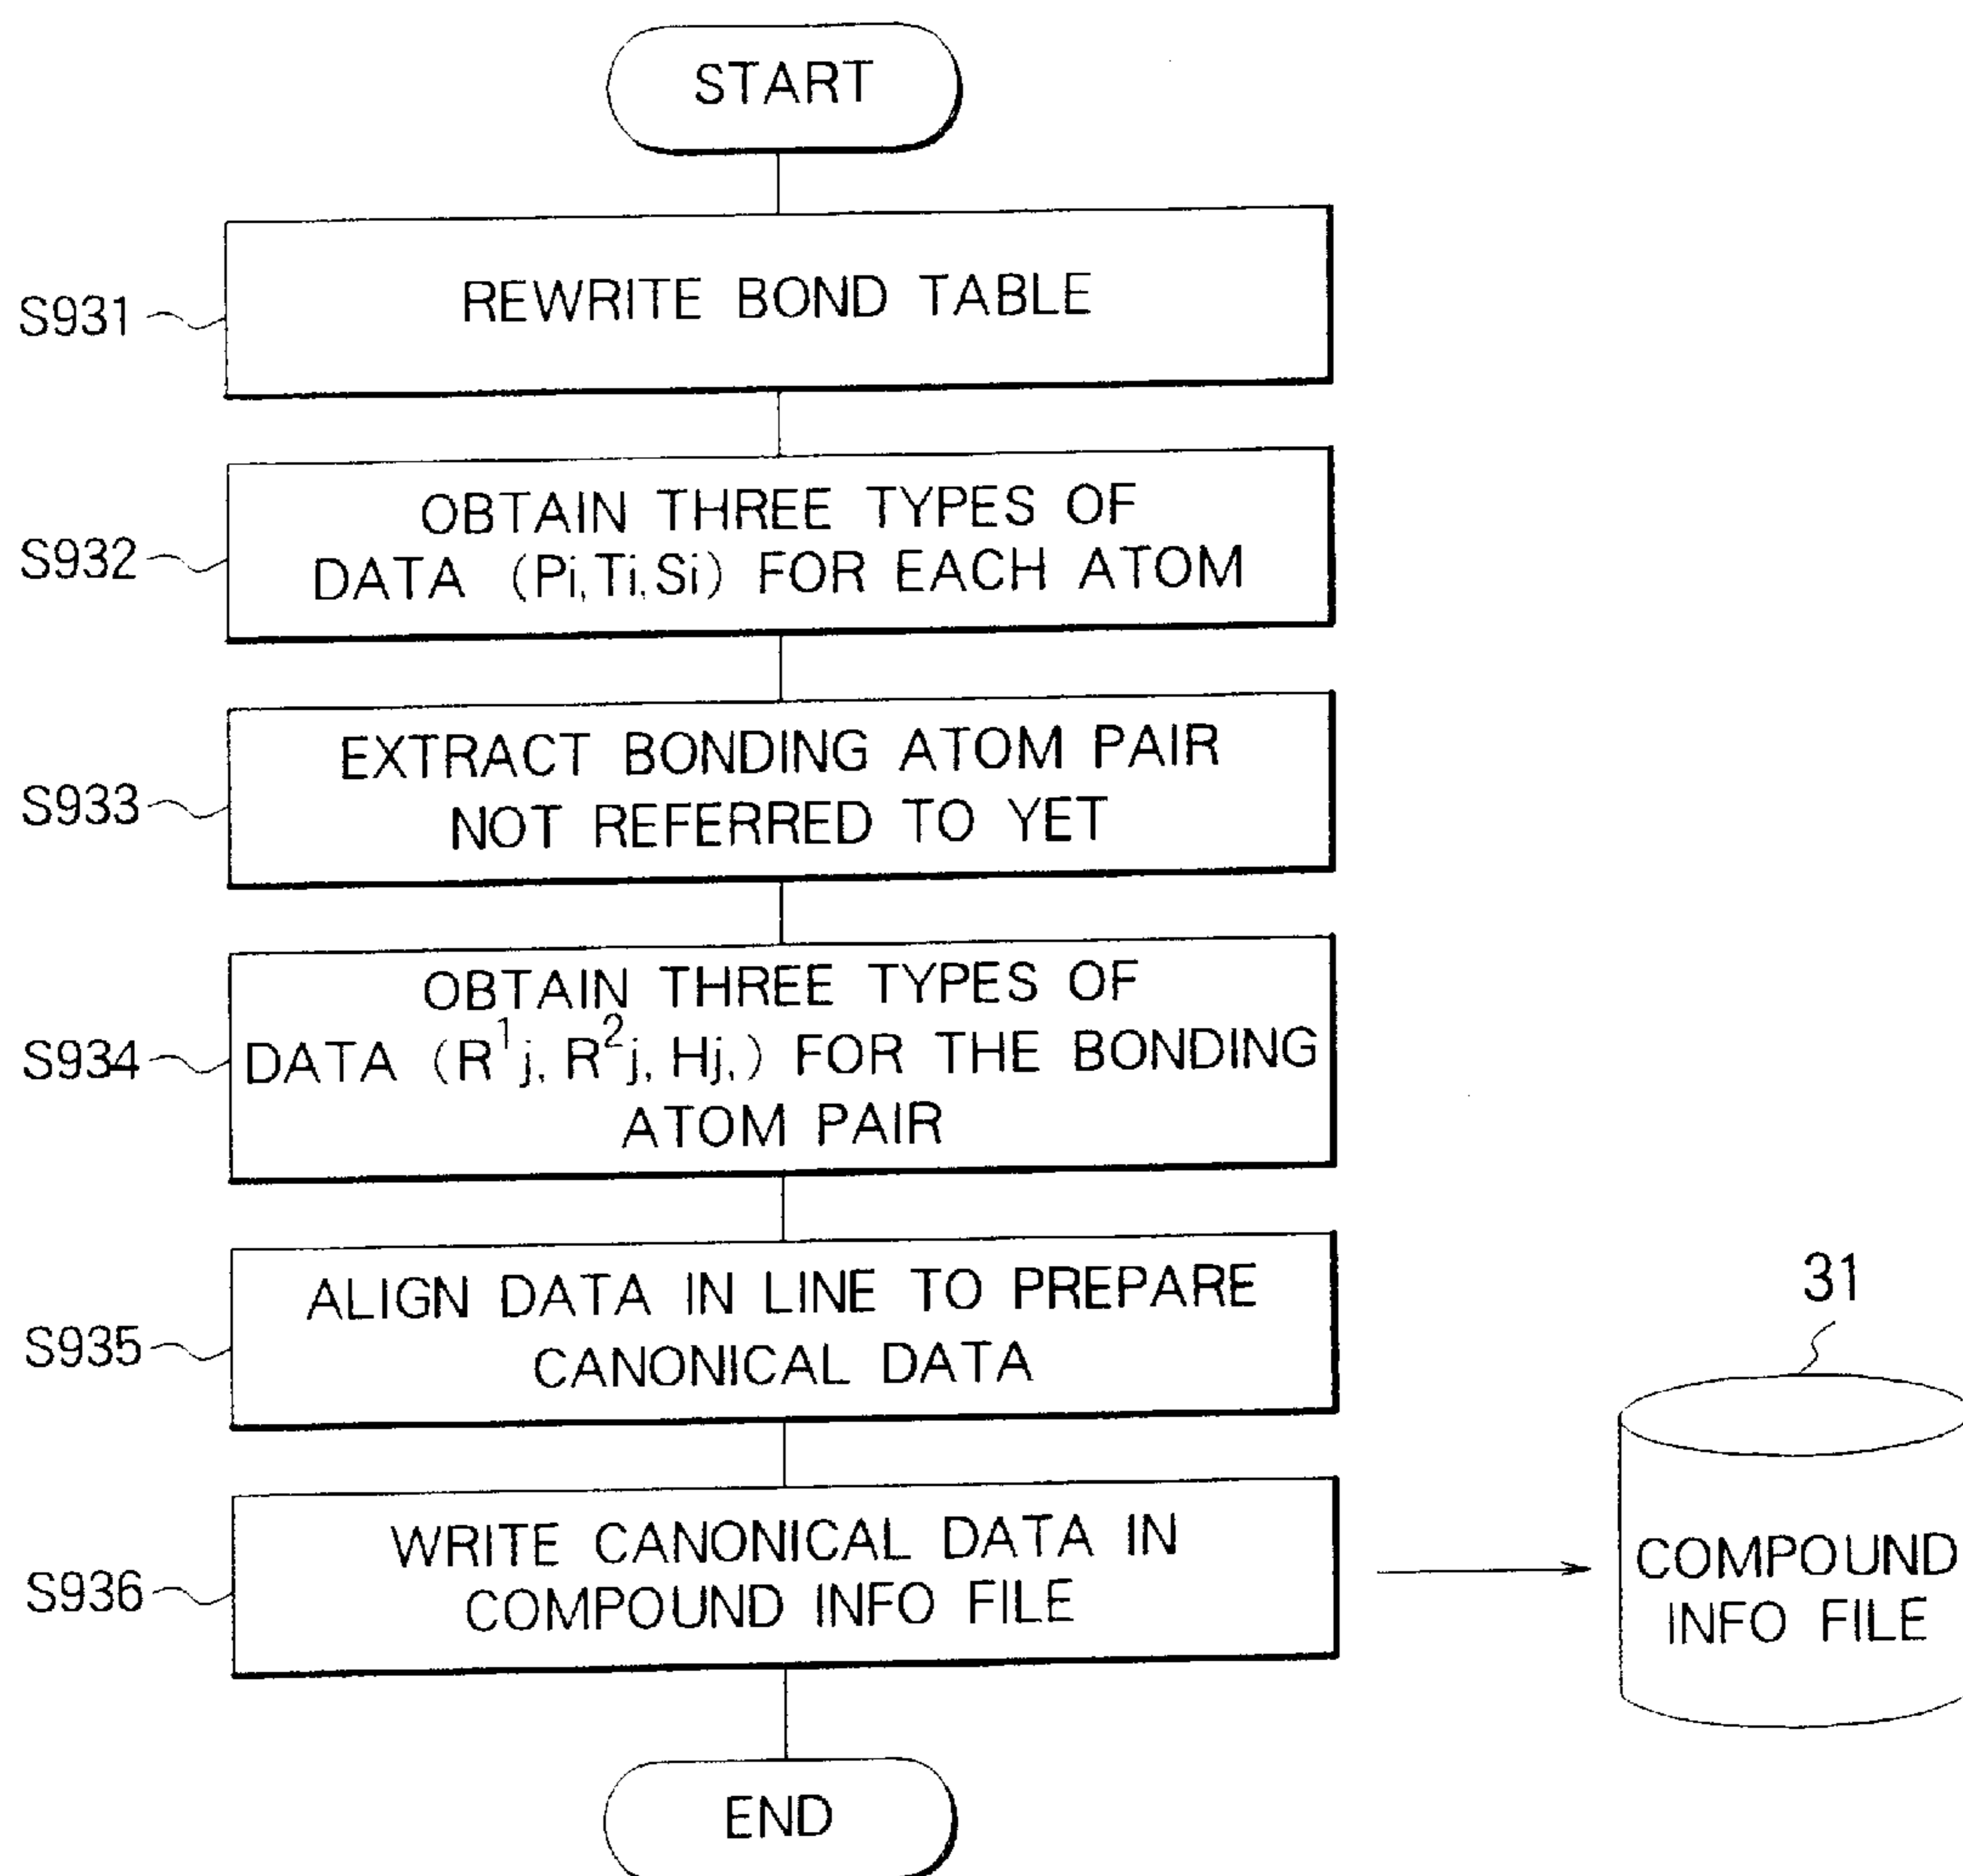 START
S931
REWRITE BOND TABLE
S932
OBTAIN THREE TYPES OF
DATA (Pi,Ti,Si) FOR EACH ATOM
S933
EXTRACT BONDING ATOM PAIR
NOT REFERRED TO YET
S934
OBTAIN THREE TYPES OF
DATA (R¹j, R²j, Hj,) FOR THE BONDING
ATOM PAIR
S935
ALIGN DATA IN LINE TO PREPARE
CANONICAL DATA
S936
WRITE CANONICAL DATA IN
COMPOUND INFO FILE
31
COMPOUND
INFO FILE
END